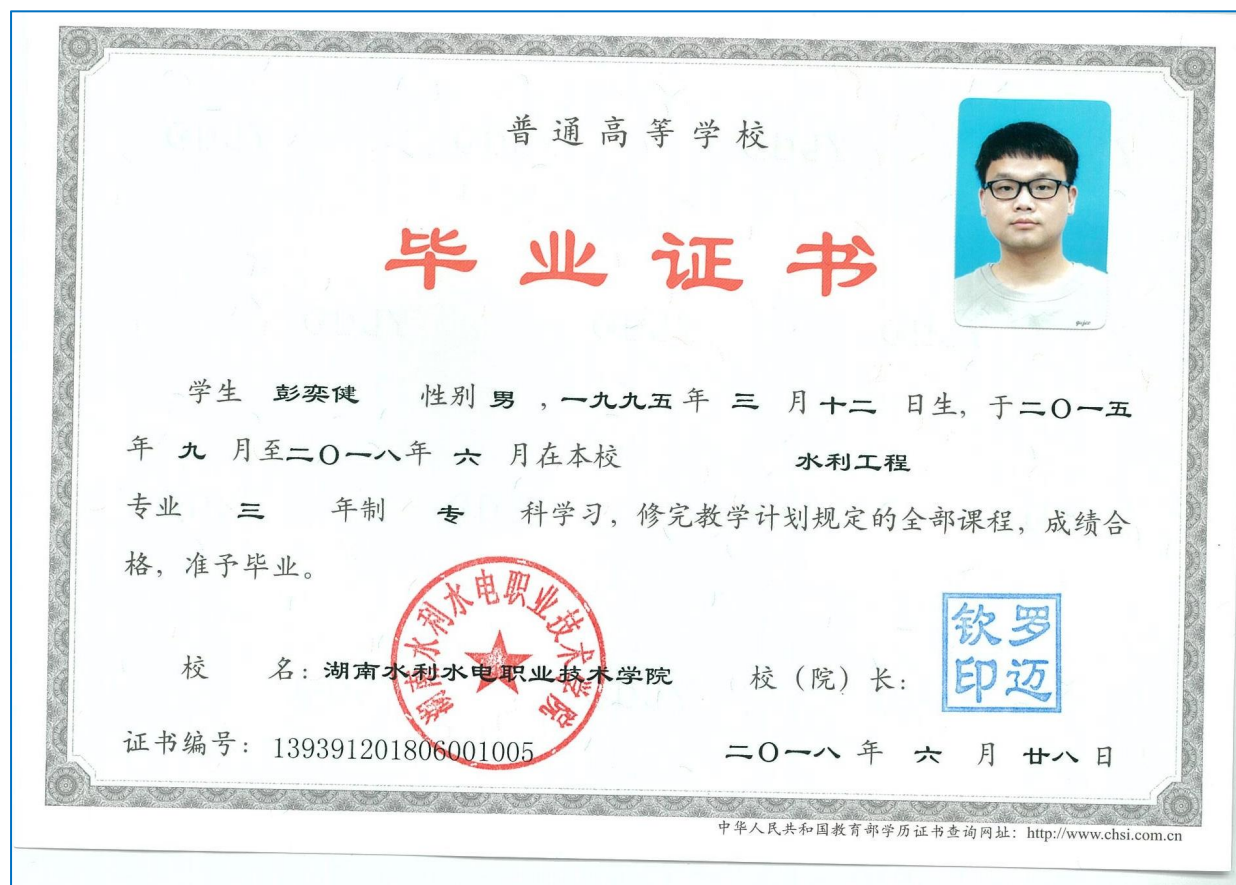 普通高等学校
毕业证书
学生 彭奕健 性别 男 ，一九九五 年 三 月 十二 日生，于二〇一五
年 九 月至二〇一八年 六 月在本校 水利工程
专业 三 年制 专 科学习，修完教学计划规定的全部课程，成绩合
格，准予毕业。
湖南水利水电职业技术学院
校 名：湖南水利水电职业技术学院 校（院）长：
罗迈钦印
证书编号：139391201806001005 二〇一八 年 六 月 廿八 日
中华人民共和国教育部学历证书查询网址：http://www.chsi.com.cn